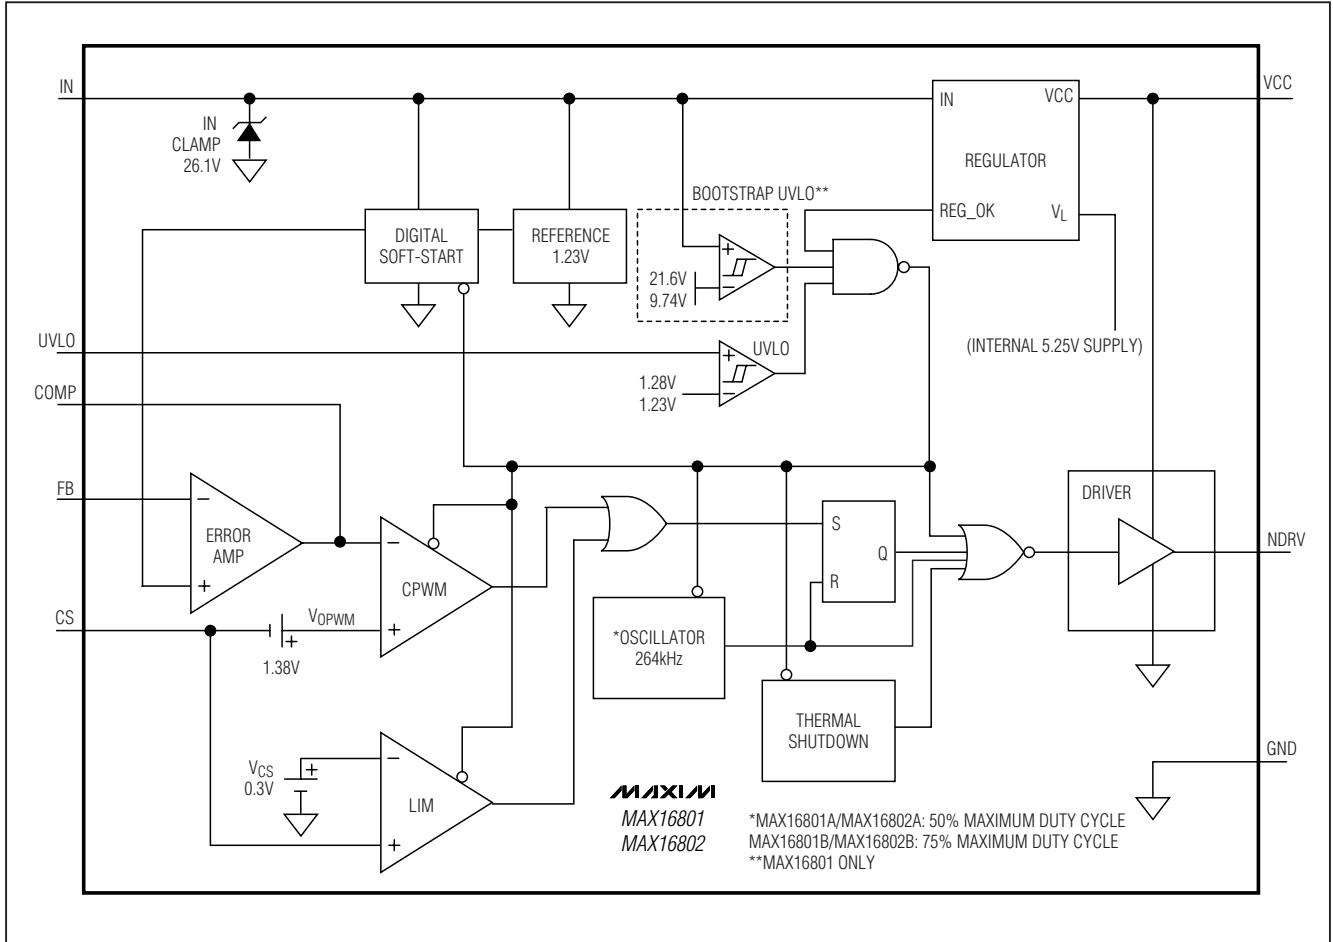 IN
VCC
IN
CLAMP
26.1V
IN
VCC
REGULATOR
REG_OK
VL
BOOTSTRAP UVLO**
DIGITAL
SOFT-START
REFERENCE
1.23V
+
21.6V
9.74V
−
UVLO
UVLO
+
1.28V
1.23V
−
(INTERNAL 5.25V SUPPLY)
COMP
FB
−
ERROR
AMP
+
−
CPWM
+
S
Q
R
DRIVER
NDRV
CS
VOPWM
+
1.38V
*OSCILLATOR
264kHz
THERMAL
SHUTDOWN
GND
VCS
0.3V
+
−
LIM
+
MAXIM
MAX16801
MAX16802
*MAX16801A/MAX16802A: 50% MAXIMUM DUTY CYCLE
MAX16801B/MAX16802B: 75% MAXIMUM DUTY CYCLE
**MAX16801 ONLY